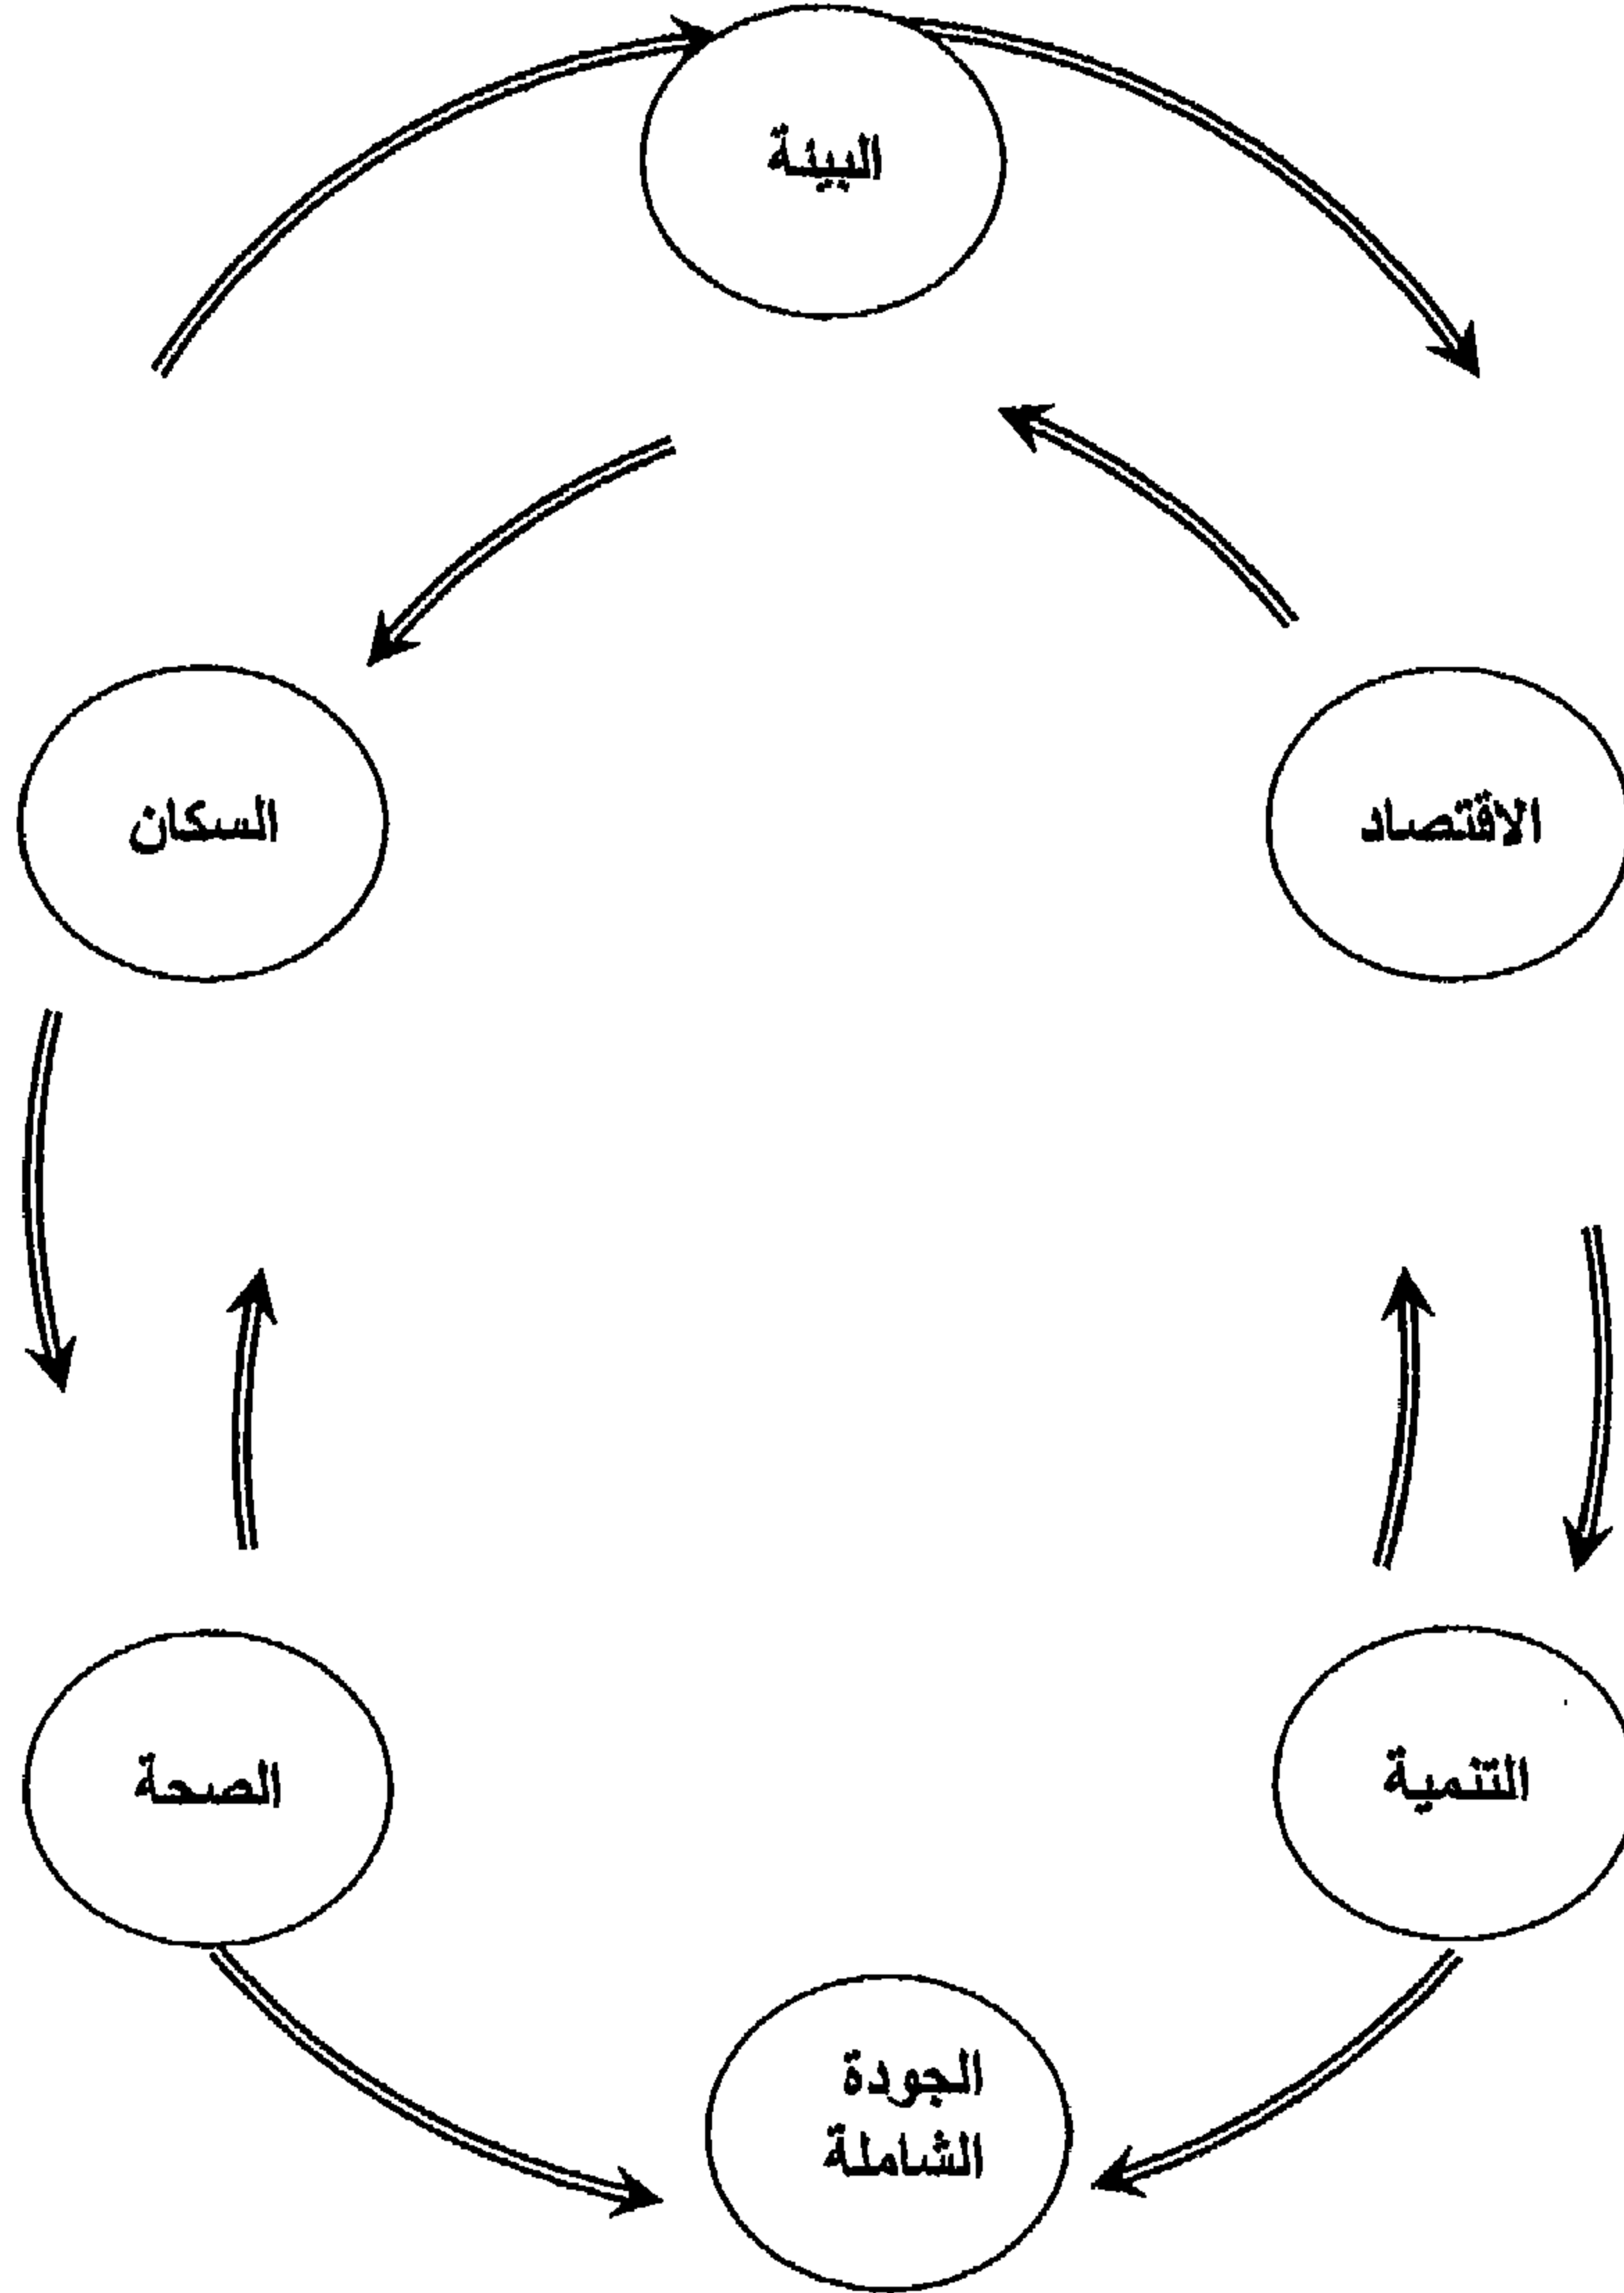 البيئة
الاقتصاد
السكان
التنمية
الصحة
الجودة
الشاملة